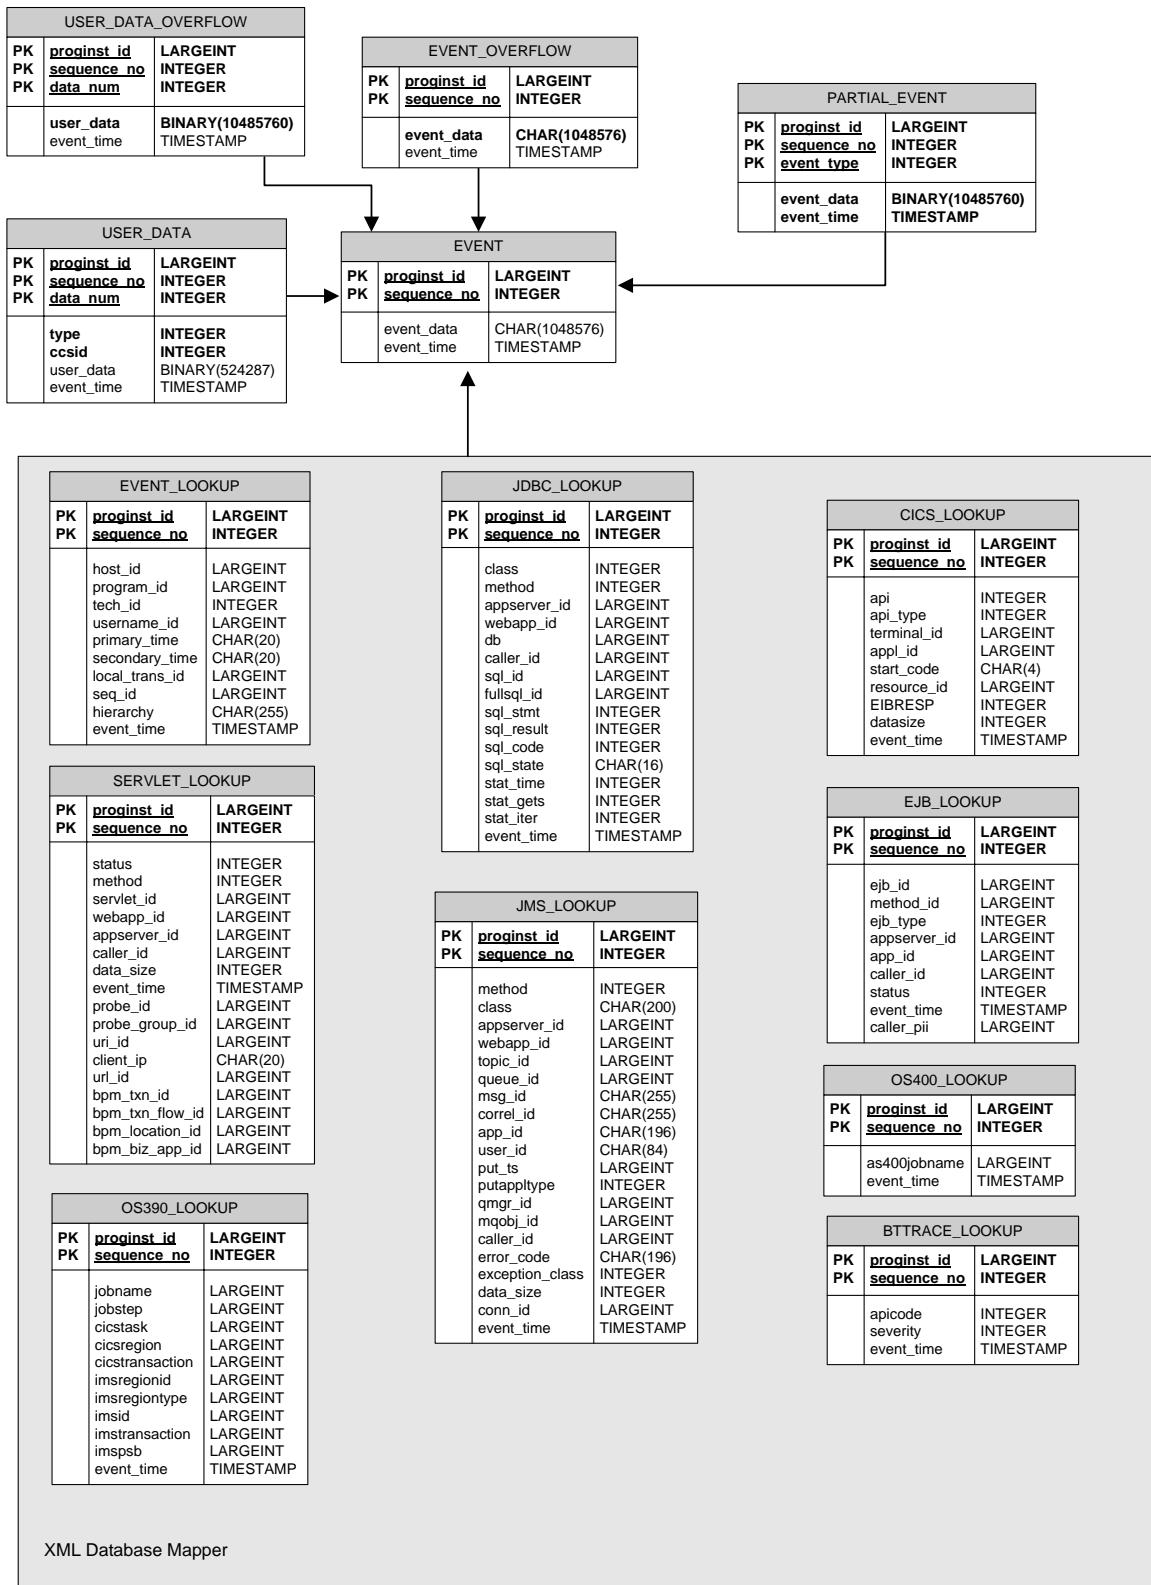 USER_DATA_OVERFLOW
PK proginst_id LARGEINT
PK sequence_no INTEGER
PK data_num INTEGER
user_data BINARY(10485760)
event_time TIMESTAMP
EVENT_OVERFLOW
PK proginst_id LARGEINT
PK sequence_no INTEGER
event_data CHAR(1048576)
event_time TIMESTAMP
PARTIAL_EVENT
PK proginst_id LARGEINT
PK sequence_no INTEGER
PK event_type INTEGER
event_data BINARY(10485760)
event_time TIMESTAMP
USER_DATA
PK proginst_id LARGEINT
PK sequence_no INTEGER
PK data_num INTEGER
type INTEGER
ccsid INTEGER
user_data BINARY(524287)
event_time TIMESTAMP
EVENT
PK proginst_id LARGEINT
PK sequence_no INTEGER
event_data CHAR(1048576)
event_time TIMESTAMP
EVENT_LOOKUP
PK proginst_id LARGEINT
PK sequence_no INTEGER
host_id LARGEINT
program_id LARGEINT
tech_id INTEGER
username_id LARGEINT
primary_time CHAR(20)
secondary_time CHAR(20)
local_trans_id LARGEINT
seq_id LARGEINT
hierarchy CHAR(255)
event_time TIMESTAMP
SERVLET_LOOKUP
PK proginst_id LARGEINT
PK sequence_no INTEGER
status INTEGER
method INTEGER
servlet_id LARGEINT
webapp_id LARGEINT
appserver_id LARGEINT
caller_id LARGEINT
data_size INTEGER
event_time TIMESTAMP
probe_id LARGEINT
probe_group_id LARGEINT
uri_id LARGEINT
client_ip CHAR(20)
url_id LARGEINT
bpm_txn_id LARGEINT
bpm_txn_flow_id LARGEINT
bpm_location_id LARGEINT
bpm_biz_app_id LARGEINT
OS390_LOOKUP
PK proginst_id LARGEINT
PK sequence_no INTEGER
jobname LARGEINT
jobstep LARGEINT
cicstask LARGEINT
cicsregion LARGEINT
cicstransaction LARGEINT
imsregionid LARGEINT
imsregiontype LARGEINT
imsid LARGEINT
imstransaction LARGEINT
imspsb LARGEINT
event_time TIMESTAMP
JDBC_LOOKUP
PK proginst_id LARGEINT
PK sequence_no INTEGER
class INTEGER
method INTEGER
appserver_id LARGEINT
webapp_id LARGEINT
db LARGEINT
caller_id LARGEINT
sql_id LARGEINT
fullsql_id LARGEINT
sql_stmt INTEGER
sql_result INTEGER
sql_code INTEGER
sql_state CHAR(16)
stat_time INTEGER
stat_gets INTEGER
stat_iter INTEGER
event_time TIMESTAMP
JMS_LOOKUP
PK proginst_id LARGEINT
PK sequence_no INTEGER
method INTEGER
class CHAR(200)
appserver_id LARGEINT
webapp_id LARGEINT
topic_id LARGEINT
queue_id LARGEINT
msg_id CHAR(255)
correl_id CHAR(255)
app_id CHAR(196)
user_id CHAR(84)
put_ts LARGEINT
putappltype INTEGER
qmgr_id LARGEINT
mqobj_id LARGEINT
caller_id LARGEINT
error_code CHAR(196)
exception_class INTEGER
data_size INTEGER
conn_id LARGEINT
event_time TIMESTAMP
CICS_LOOKUP
PK proginst_id LARGEINT
PK sequence_no INTEGER
api INTEGER
api_type INTEGER
terminal_id LARGEINT
appl_id LARGEINT
start_code CHAR(4)
resource_id LARGEINT
EIBRESP INTEGER
datasize INTEGER
event_time TIMESTAMP
EJB_LOOKUP
PK proginst_id LARGEINT
PK sequence_no INTEGER
ejb_id LARGEINT
method_id LARGEINT
ejb_type INTEGER
appserver_id LARGEINT
app_id LARGEINT
caller_id LARGEINT
status INTEGER
event_time TIMESTAMP
caller_pii LARGEINT
OS400_LOOKUP
PK proginst_id LARGEINT
PK sequence_no INTEGER
as400jobname LARGEINT
event_time TIMESTAMP
BTTRACE_LOOKUP
PK proginst_id LARGEINT
PK sequence_no INTEGER
apicode INTEGER
severity INTEGER
event_time TIMESTAMP
XML Database Mapper